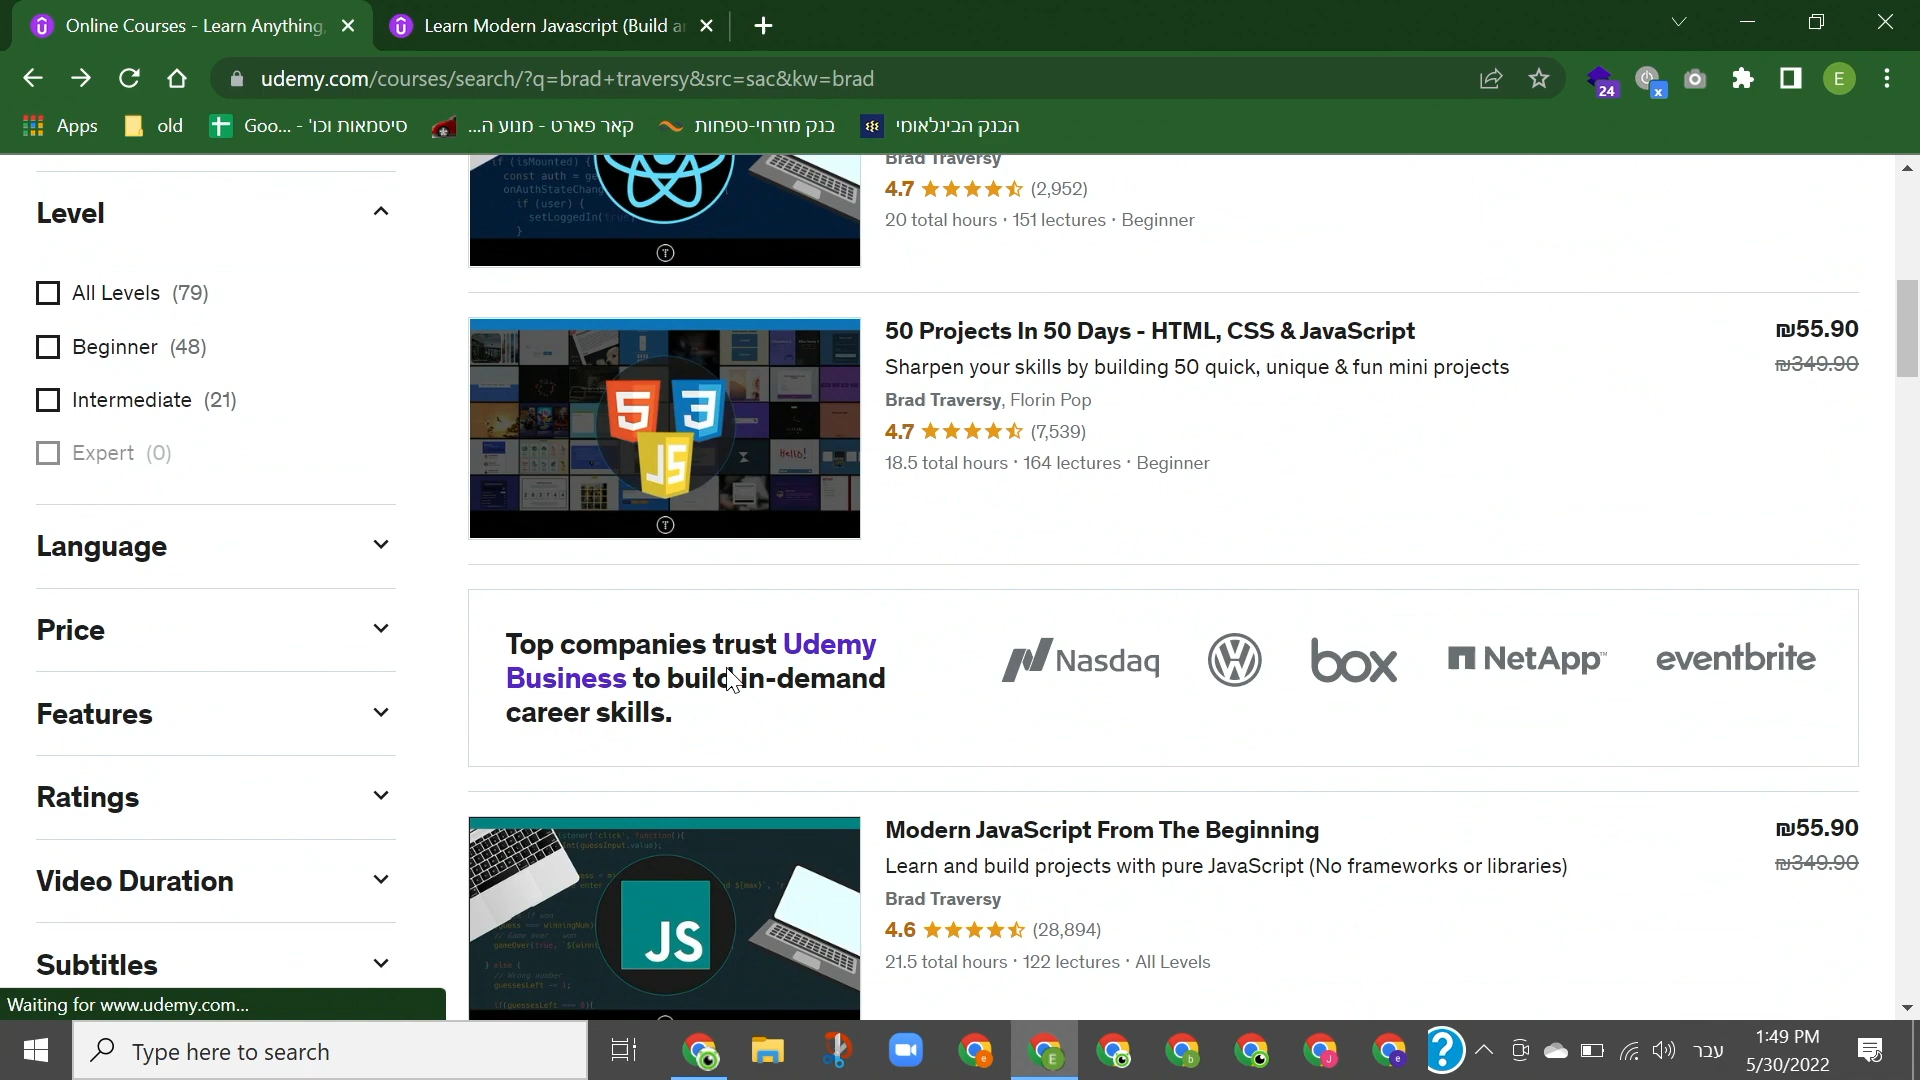 Online Courses - Learn Anything,
Learn Modern Javascript (Build a
udemy.com/courses/search/?q=brad+traversy&src=sac&kw=brad
24
x
E
Apps
old
Goo... - 'סיסמאות וכו
קאר פארט - מנוע ה...
בנק מזרחי-טפחות
הבנק הבינלאומי
Level
All Levels (79)
Beginner (48)
Intermediate (21)
Expert (0)
Language
Price
Features
Ratings
Video Duration
Subtitles
Brad Traversy
4.7 (2,952)
20 total hours · 151 lectures · Beginner
50 Projects In 50 Days - HTML, CSS & JavaScript
₪55.90
Sharpen your skills by building 50 quick, unique & fun mini projects
₪349.90
Brad Traversy, Florin Pop
4.7 (7,539)
18.5 total hours · 164 lectures · Beginner
Top companies trust Udemy
Business to build in-demand
career skills.
Nasdaq
box
NetApp
eventbrite
Modern JavaScript From The Beginning
₪55.90
Learn and build projects with pure JavaScript (No frameworks or libraries)
₪349.90
Brad Traversy
4.6 (28,894)
21.5 total hours · 122 lectures · All Levels
JS
Waiting for www.udemy.com...
Type here to search
עבר
1:49 PM
5/30/2022